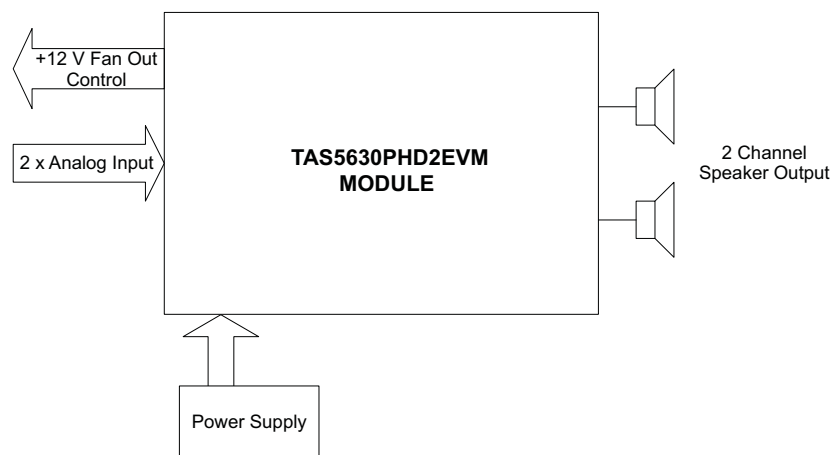 +12 V Fan Out
Control
2 x Analog Input
TAS5630PHD2EVM
MODULE
2 Channel
Speaker Output
Power Supply